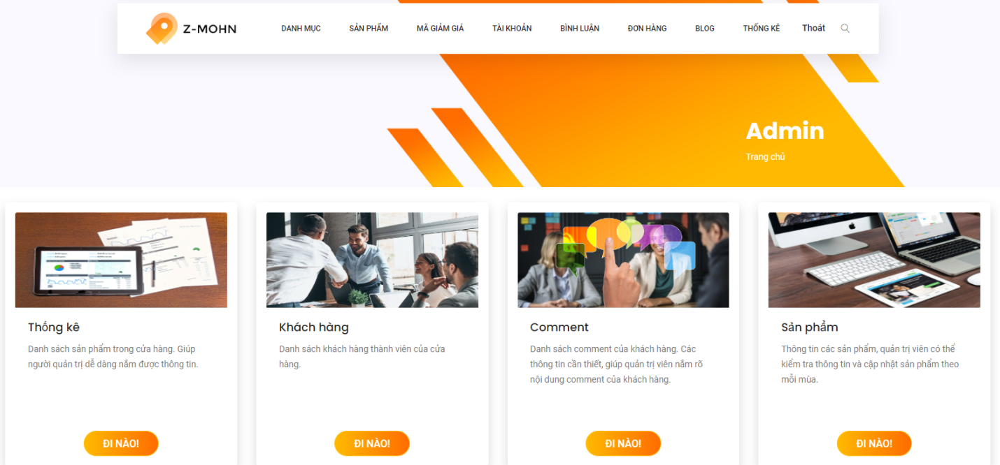 Z-MOHN
DANH MỤC
SẢN PHẨM
MÃ GIẢM GIÁ
TÀI KHOẢN
BÌNH LUẬN
ĐƠN HÀNG
BLOG
THỐNG KÊ
Thoát
Admin
Trang chủ
Thống kê
Danh sách sản phẩm trong cửa hàng. Giúp
người quản trị dễ dàng nắm được thông tin.
ĐI NÀO!
Khách hàng
Danh sách khách hàng thành viên của cửa
hàng.
ĐI NÀO!
Comment
Danh sách comment của khách hàng. Các
thông tin cần thiết, giúp quản trị viên nắm rõ
nội dung comment của khách hàng.
ĐI NÀO!
Sản phẩm
Thông tin các sản phẩm, quản trị viên có thể
kiểm tra thông tin và cập nhật sản phẩm theo
mỗi mùa.
ĐI NÀO!